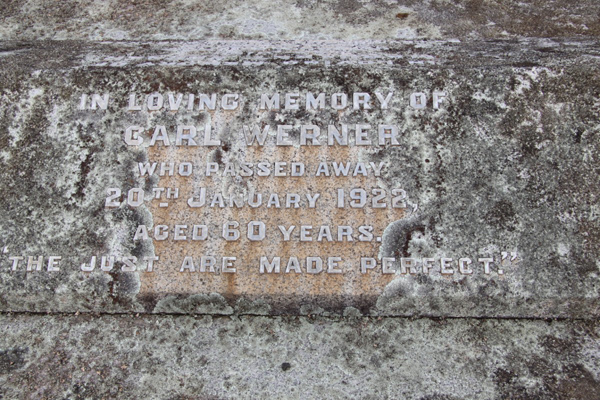 IN LOVING MEMORY OF
CARL WERNER
WHO PASSED AWAY
20TH JANUARY 1922,
AGED 60 YEARS.
"THE JUST ARE MADE PERFECT."